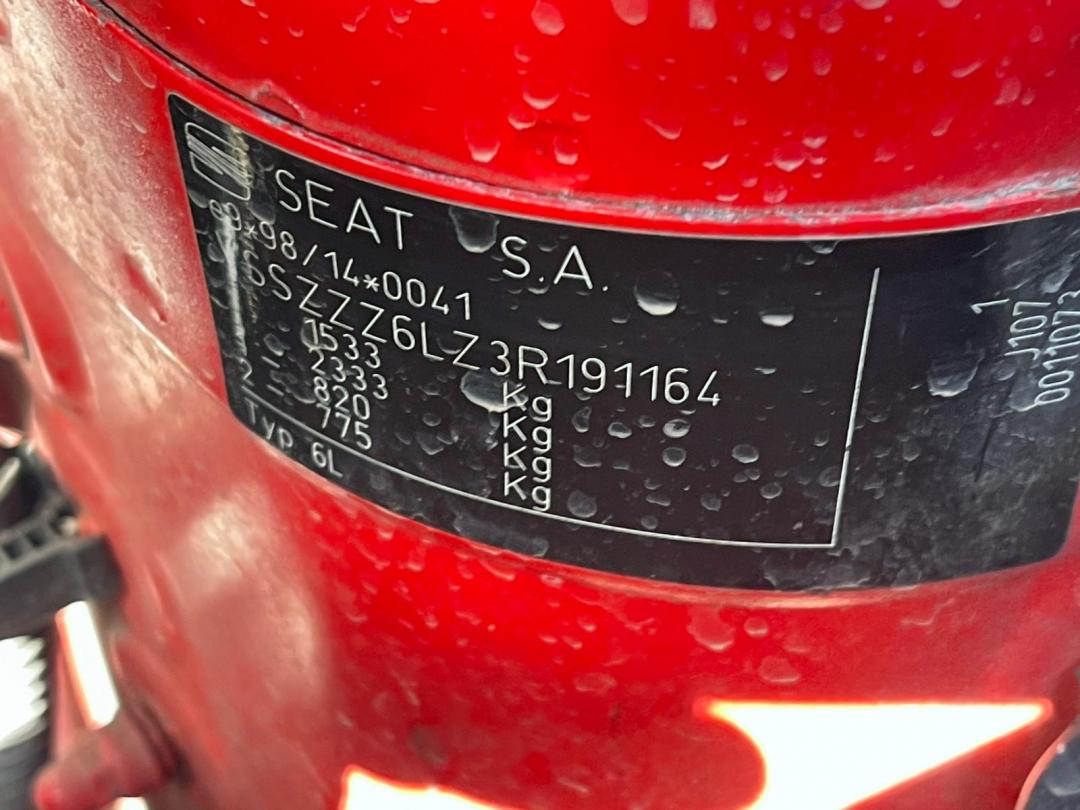 SEAT S.A.
e9*98/14*0041
SSZZZ6LZ3R191164
1533 Kg
2333 Kg
1- 820 Kg
2- 775 Kg
Typ 6L
1
J107
0011073